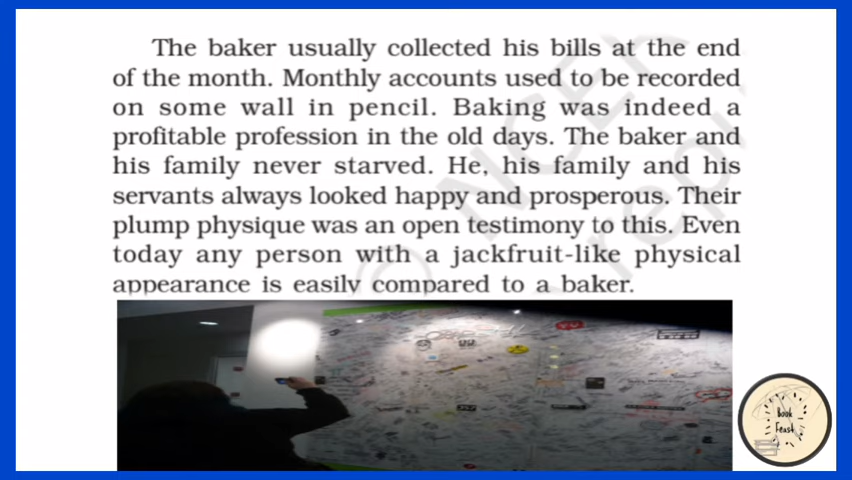 The baker usually collected his bills at the end
of the month. Monthly accounts used to be recorded
on some wall in pencil. Baking was indeed a
profitable profession in the old days. The baker and
his family never starved. He, his family and his
servants always looked happy and prosperous. Their
plump physique was an open testimony to this. Even
today any person with a jackfruit-like physical
appearance is easily compared to a baker.
Book
Feast